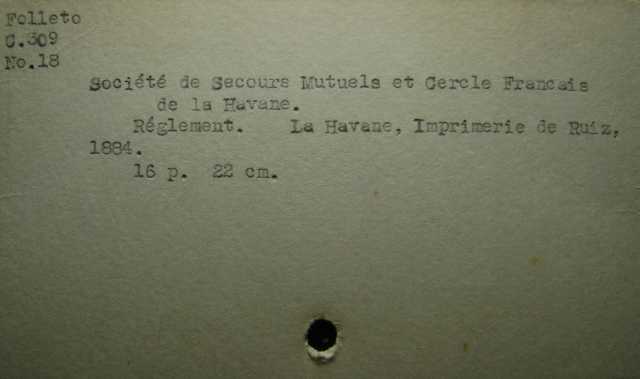 Folleto
C.309
No.18
Société de Secours Mutuels et Cercle Francais
de la Havane.
Réglement. La Havane, Imprimerie de Ruiz,
1884.
16 p. 22 cm.